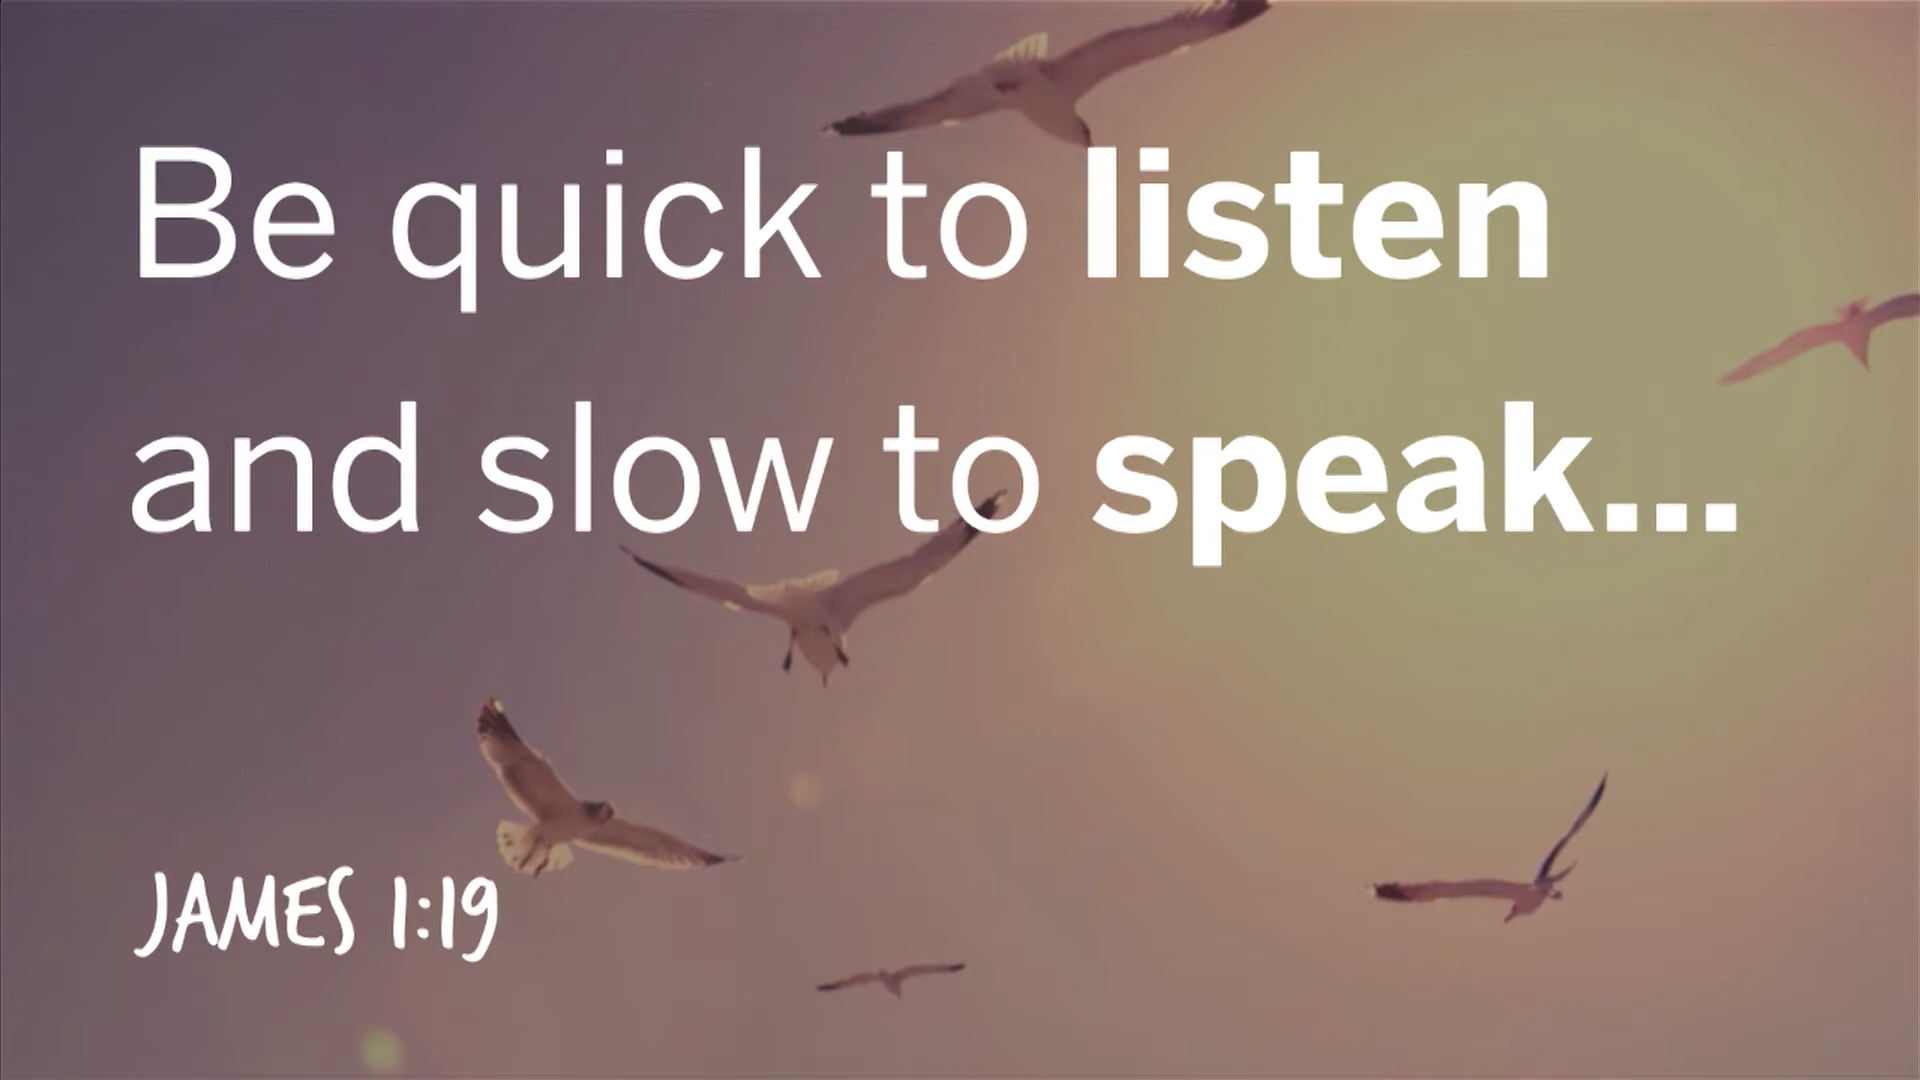 Be quick to listen
and slow to speak...
JAMES 1:19